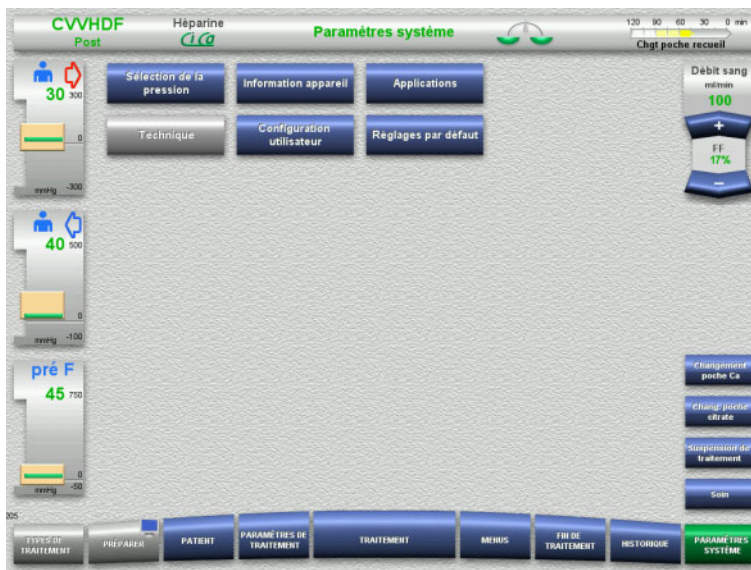 CVVHDF
Post
Héparine
Ci Ca
Paramètres système
120 90 60 30 0 min
Chgt poche recueil
30 300
0
mmHg -300
40 500
0
mmHg -100
pré F
45 750
0
mmHg -50
Sélection de la
pression
Information appareil
Applications
Technique
Configuration
utilisateur
Réglages par défaut
Débit sang
ml/min
100
+
FF
17%
−
Changement
poche Ca
Chang. poche
citrate
Suspension de
traitement
Soin
205
TYPES DE
TRAITEMENT
PRÉPARER
PATIENT
PARAMÈTRES DE
TRAITEMENT
TRAITEMENT
MENUS
FIN DE
TRAITEMENT
HISTORIQUE
PARAMÈTRES
SYSTÈME